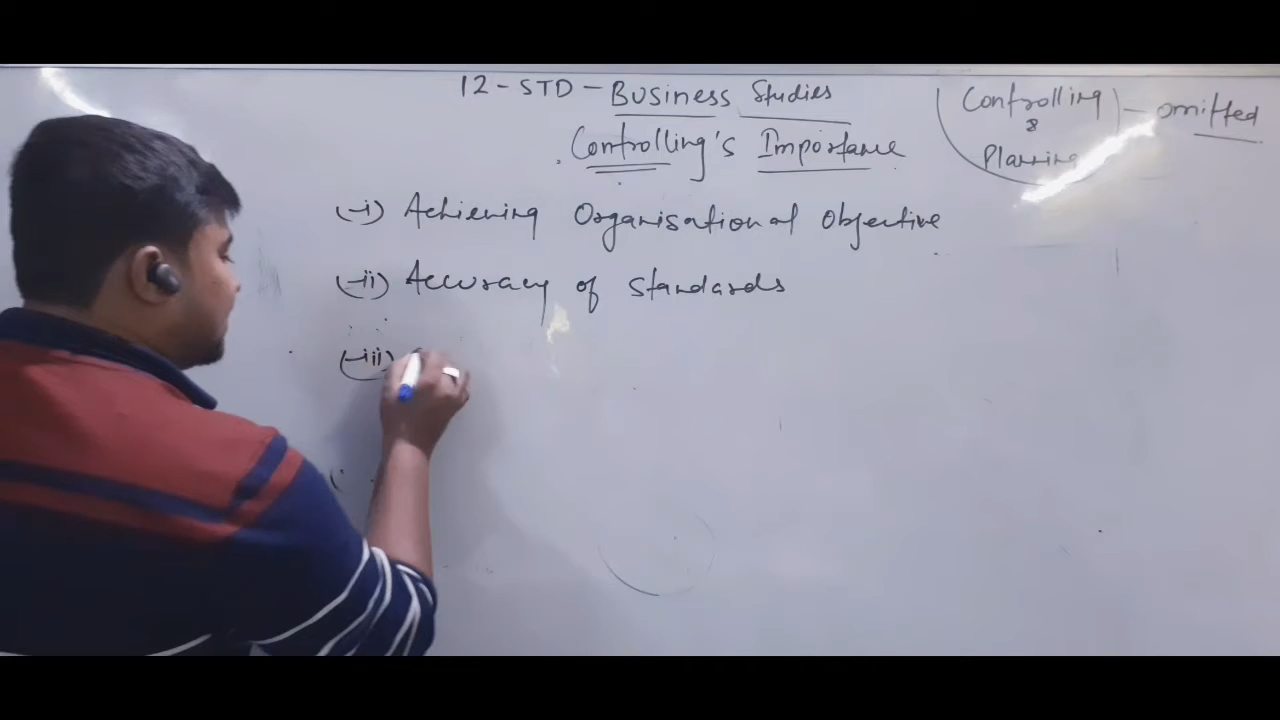 12 - STD - Business Studies
Controlling's Importance
Controlling & Planning - omitted
(i) Achieving Organisational Objective
(ii) Accuracy of Standards
(iii)